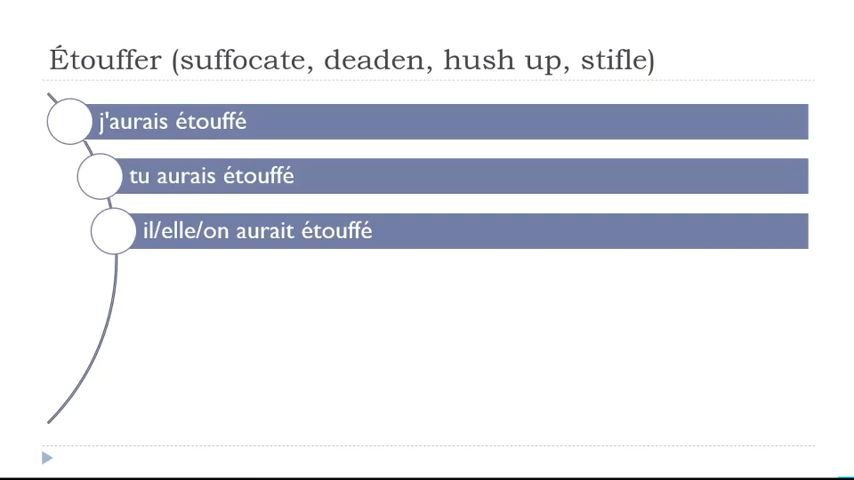 Étouffer (suffocate, deaden, hush up, stifle)
j'aurais étouffé
tu aurais étouffé
il/elle/on aurait étouffé